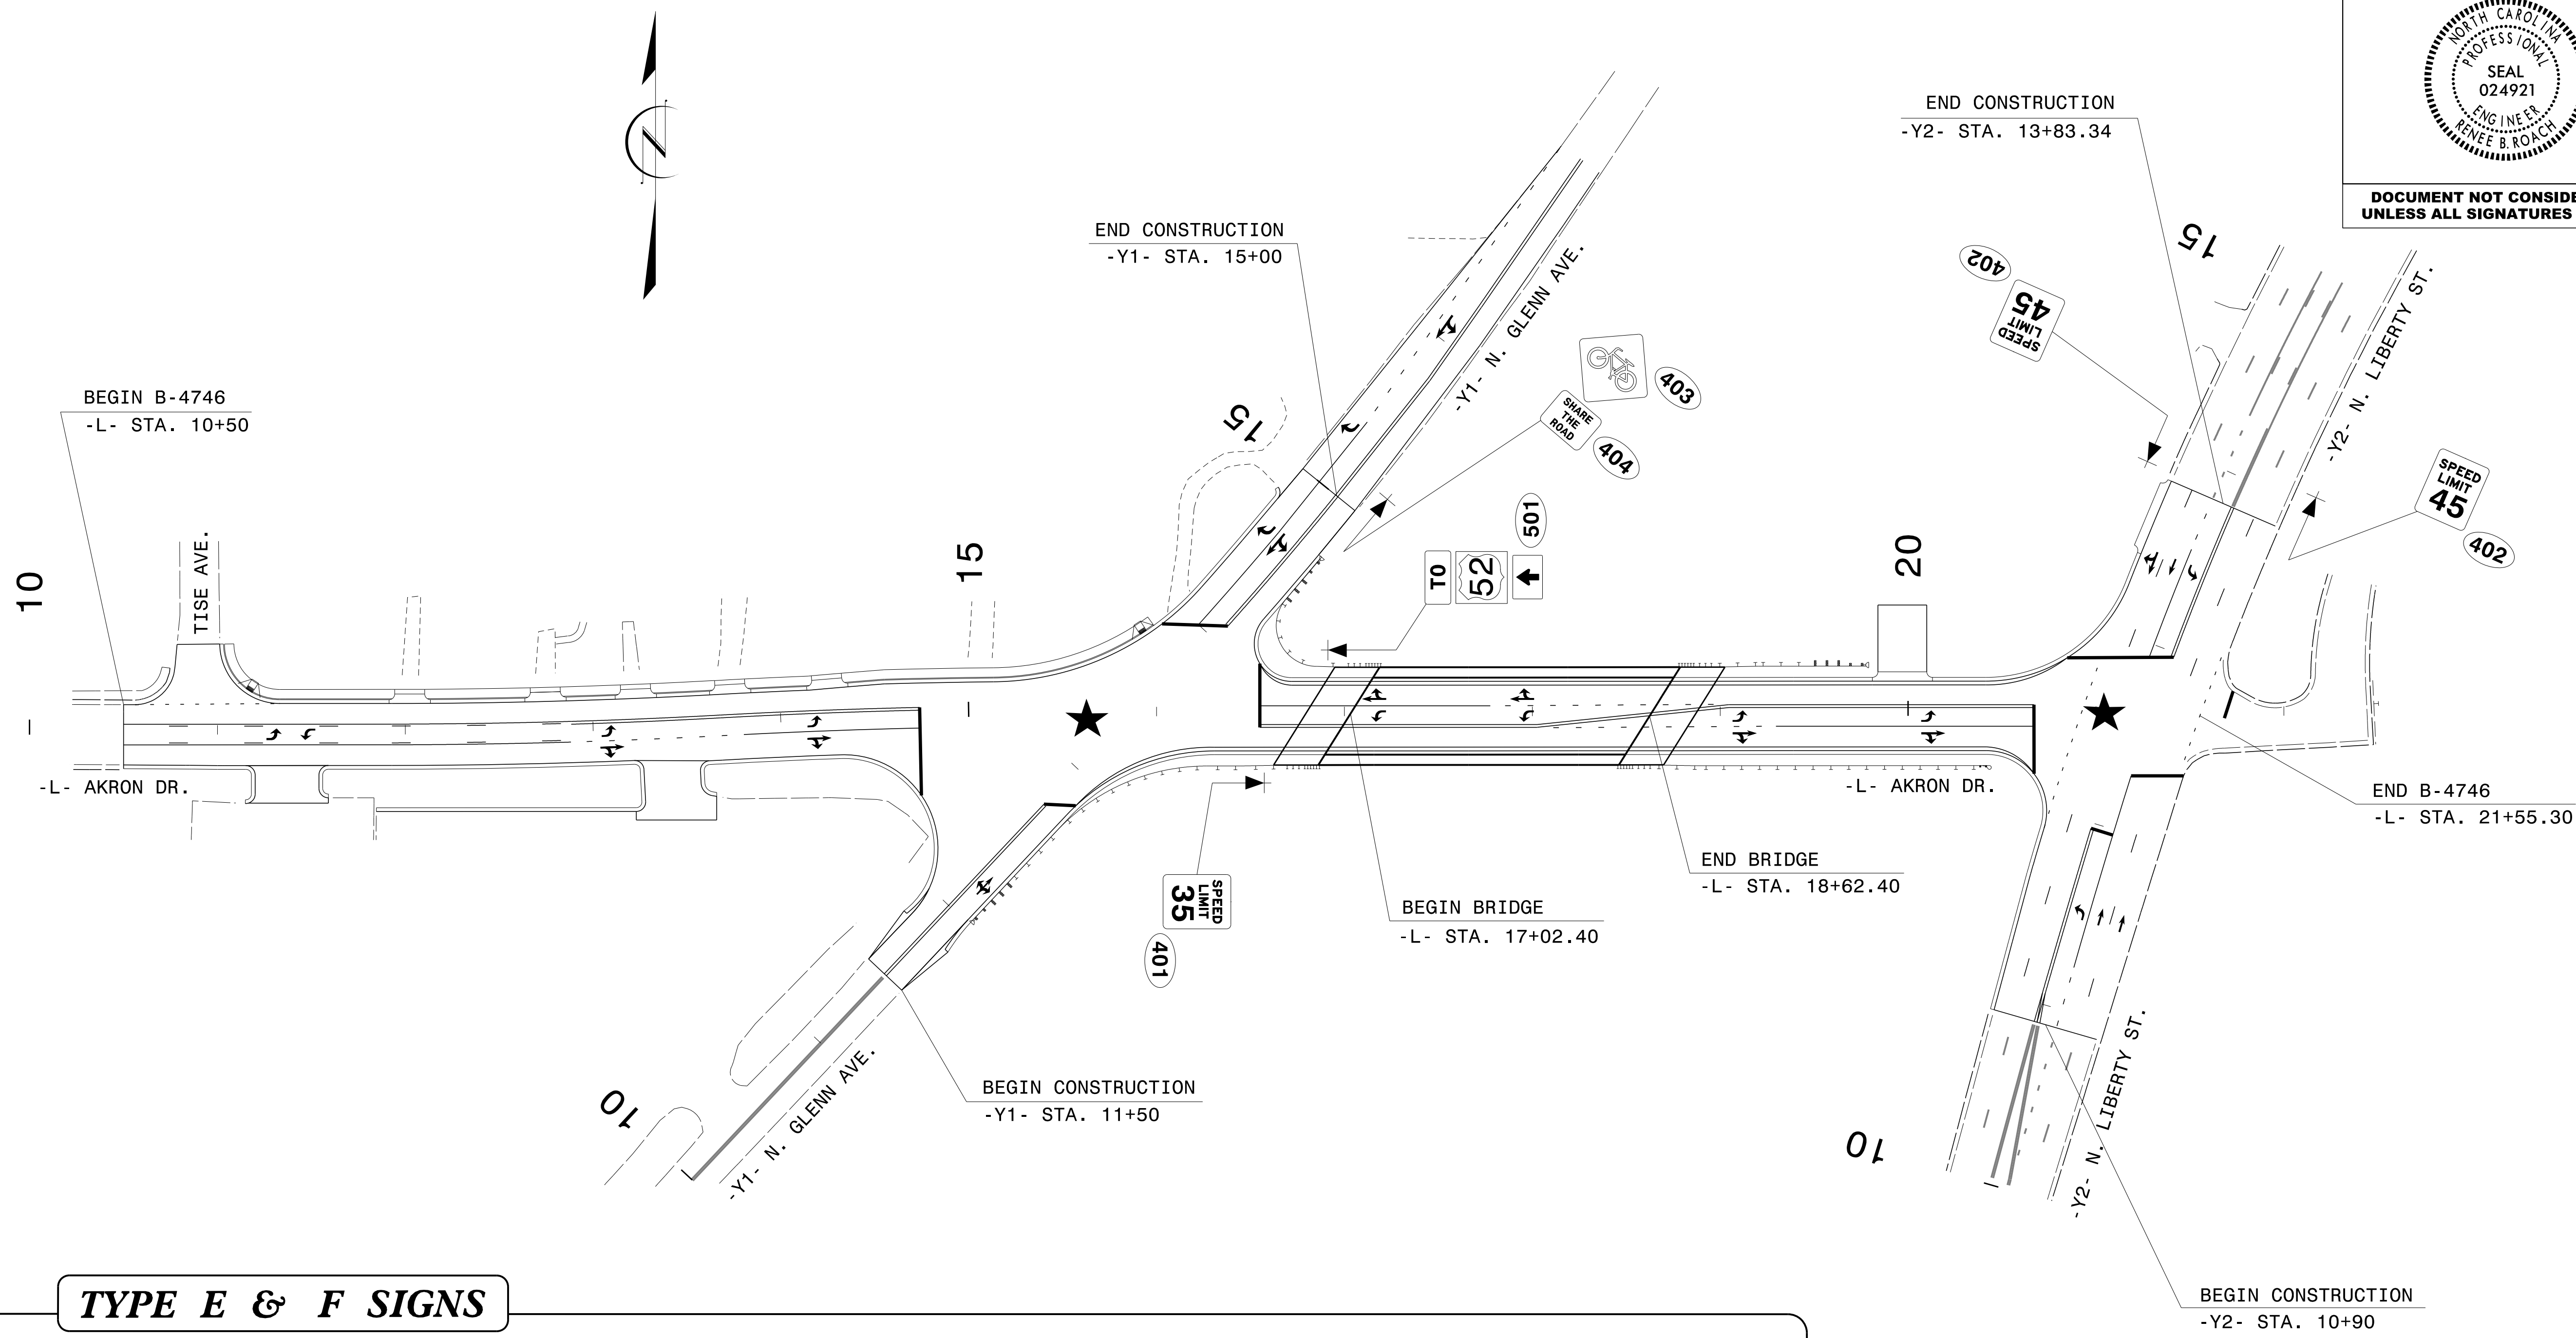 NORTH CAROLINA
PROFESSIONAL
SEAL
024921
ENGINEER
RENEE B. ROACH
DOCUMENT NOT CONSIDE
UNLESS ALL SIGNATURES
END CONSTRUCTION
-Y2- STA. 13+83.34
END CONSTRUCTION
-Y1- STA. 15+00
15
402
SPEED
LIMIT
45
-Y2- N. LIBERTY ST.
-Y1- N. GLENN AVE.
403
SHARE
THE
ROAD
404
BEGIN B-4746
-L- STA. 10+50
15
SPEED
LIMIT
45
402
501
TO
52
10
TISE AVE.
15
20
-L- AKRON DR.
-L- AKRON DR.
END B-4746
-L- STA. 21+55.30
END BRIDGE
-L- STA. 18+62.40
SPEED
LIMIT
35
401
BEGIN BRIDGE
-L- STA. 17+02.40
BEGIN CONSTRUCTION
-Y1- STA. 11+50
10
-Y1- N. GLENN AVE.
10
-Y2- N. LIBERTY ST.
BEGIN CONSTRUCTION
-Y2- STA. 10+90
TYPE E & F SIGNS